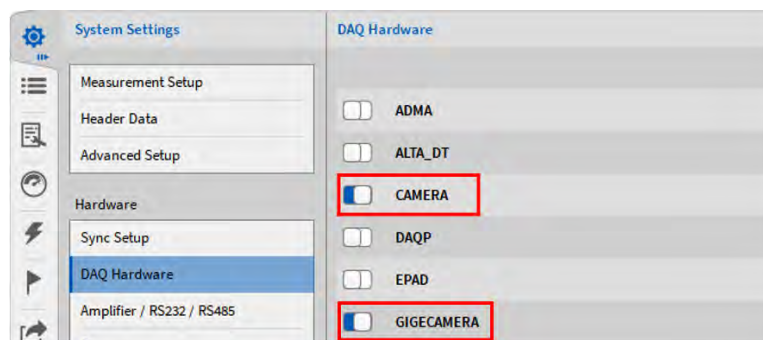 System Settings
Measurement Setup
Header Data
Advanced Setup
Hardware
Sync Setup
DAQ Hardware
Amplifier / RS232 / RS485
DAQ Hardware
ADMA
ALTA_DT
CAMERA
DAQP
EPAD
GIGECAMERA